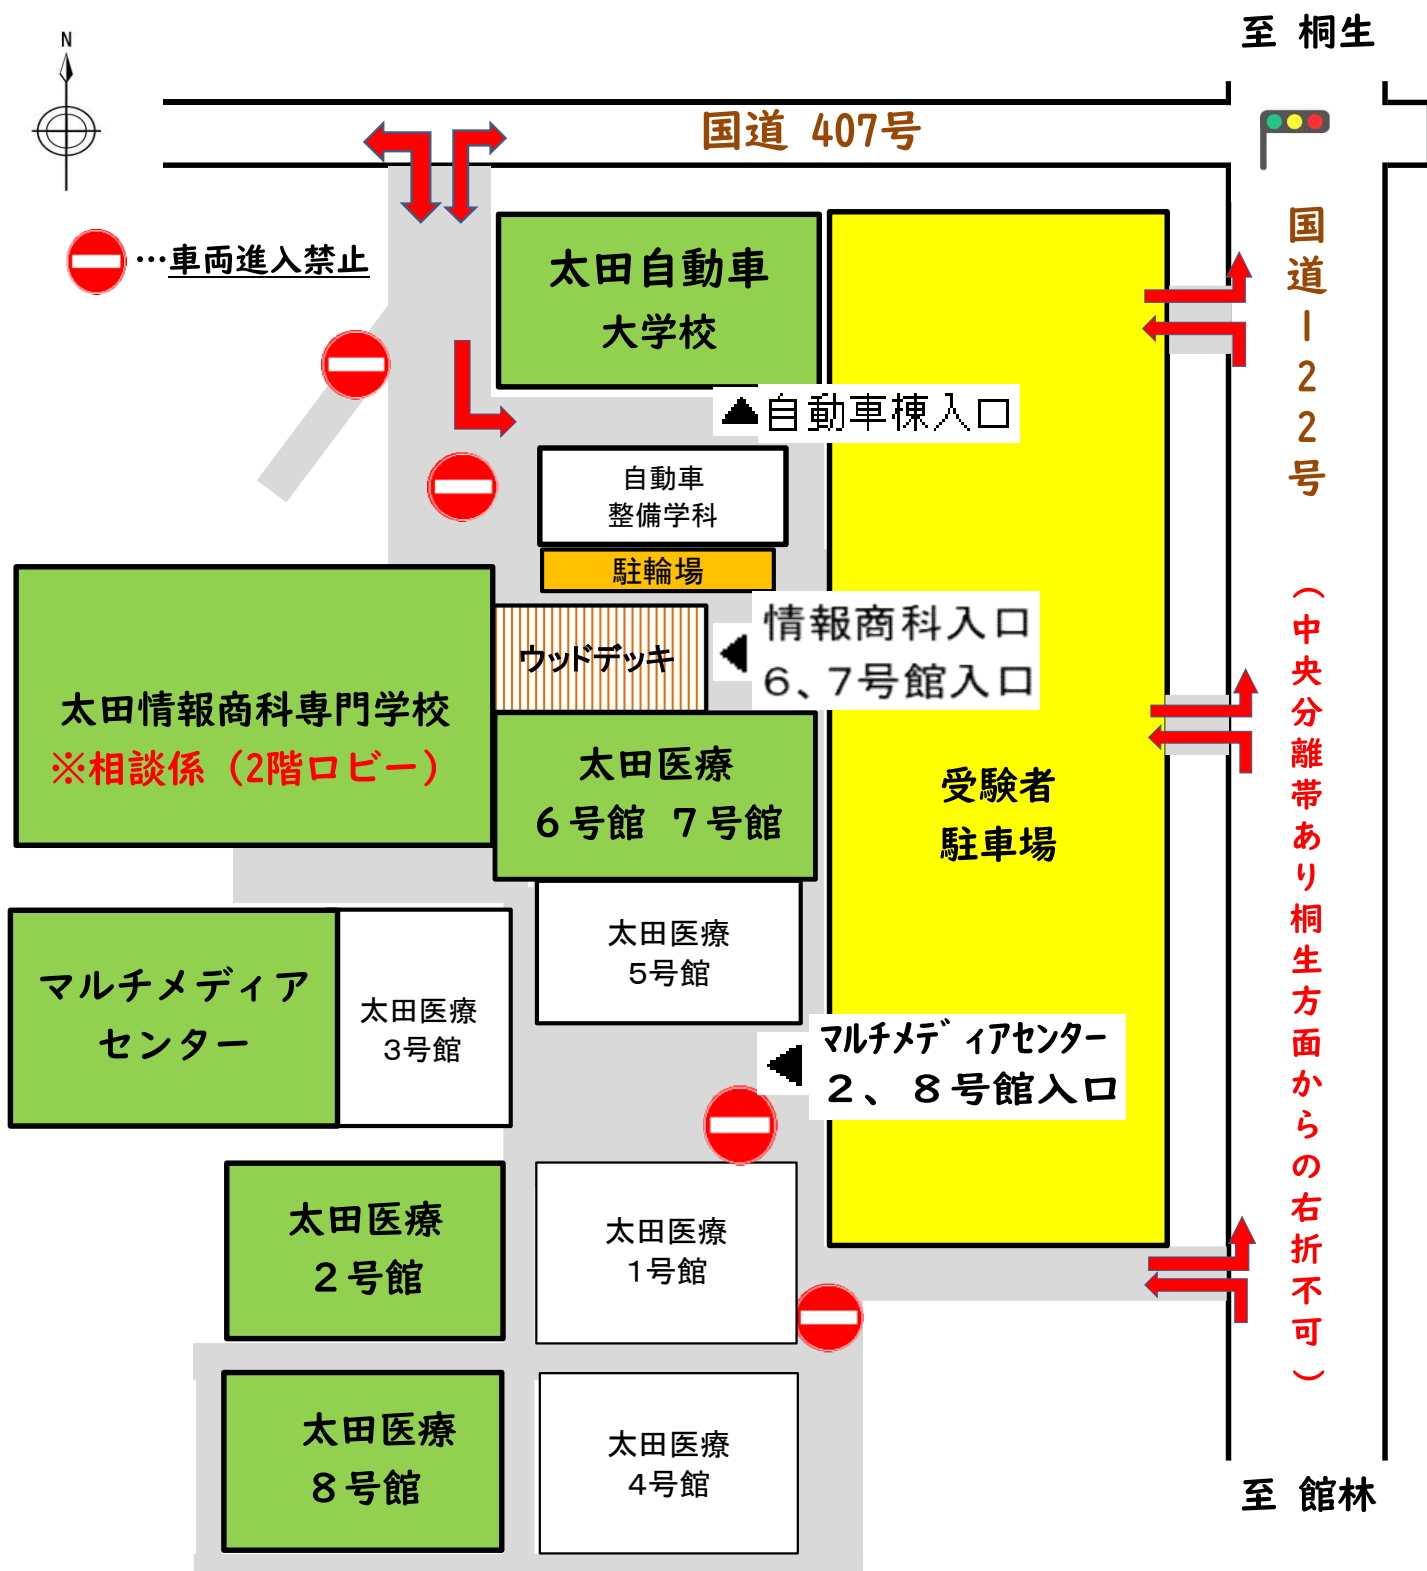 至 桐生
N
国道 407号
…車両進入禁止
太田自動車
大学校
国道122号
▲自動車棟入口
自動車
整備学科
駐輪場
ウッドデッキ
◀情報商科入口
6、7号館入口
太田情報商科専門学校
※相談係（2階ロビー）
太田医療
６号館 ７号館
受験者
駐車場
（中央分離帯あり桐生方面からの右折不可）
太田医療
5号館
マルチメディア
センター
太田医療
3号館
◀マルチメディアセンター
２、８号館入口
太田医療
２号館
太田医療
1号館
太田医療
８号館
太田医療
4号館
至 館林